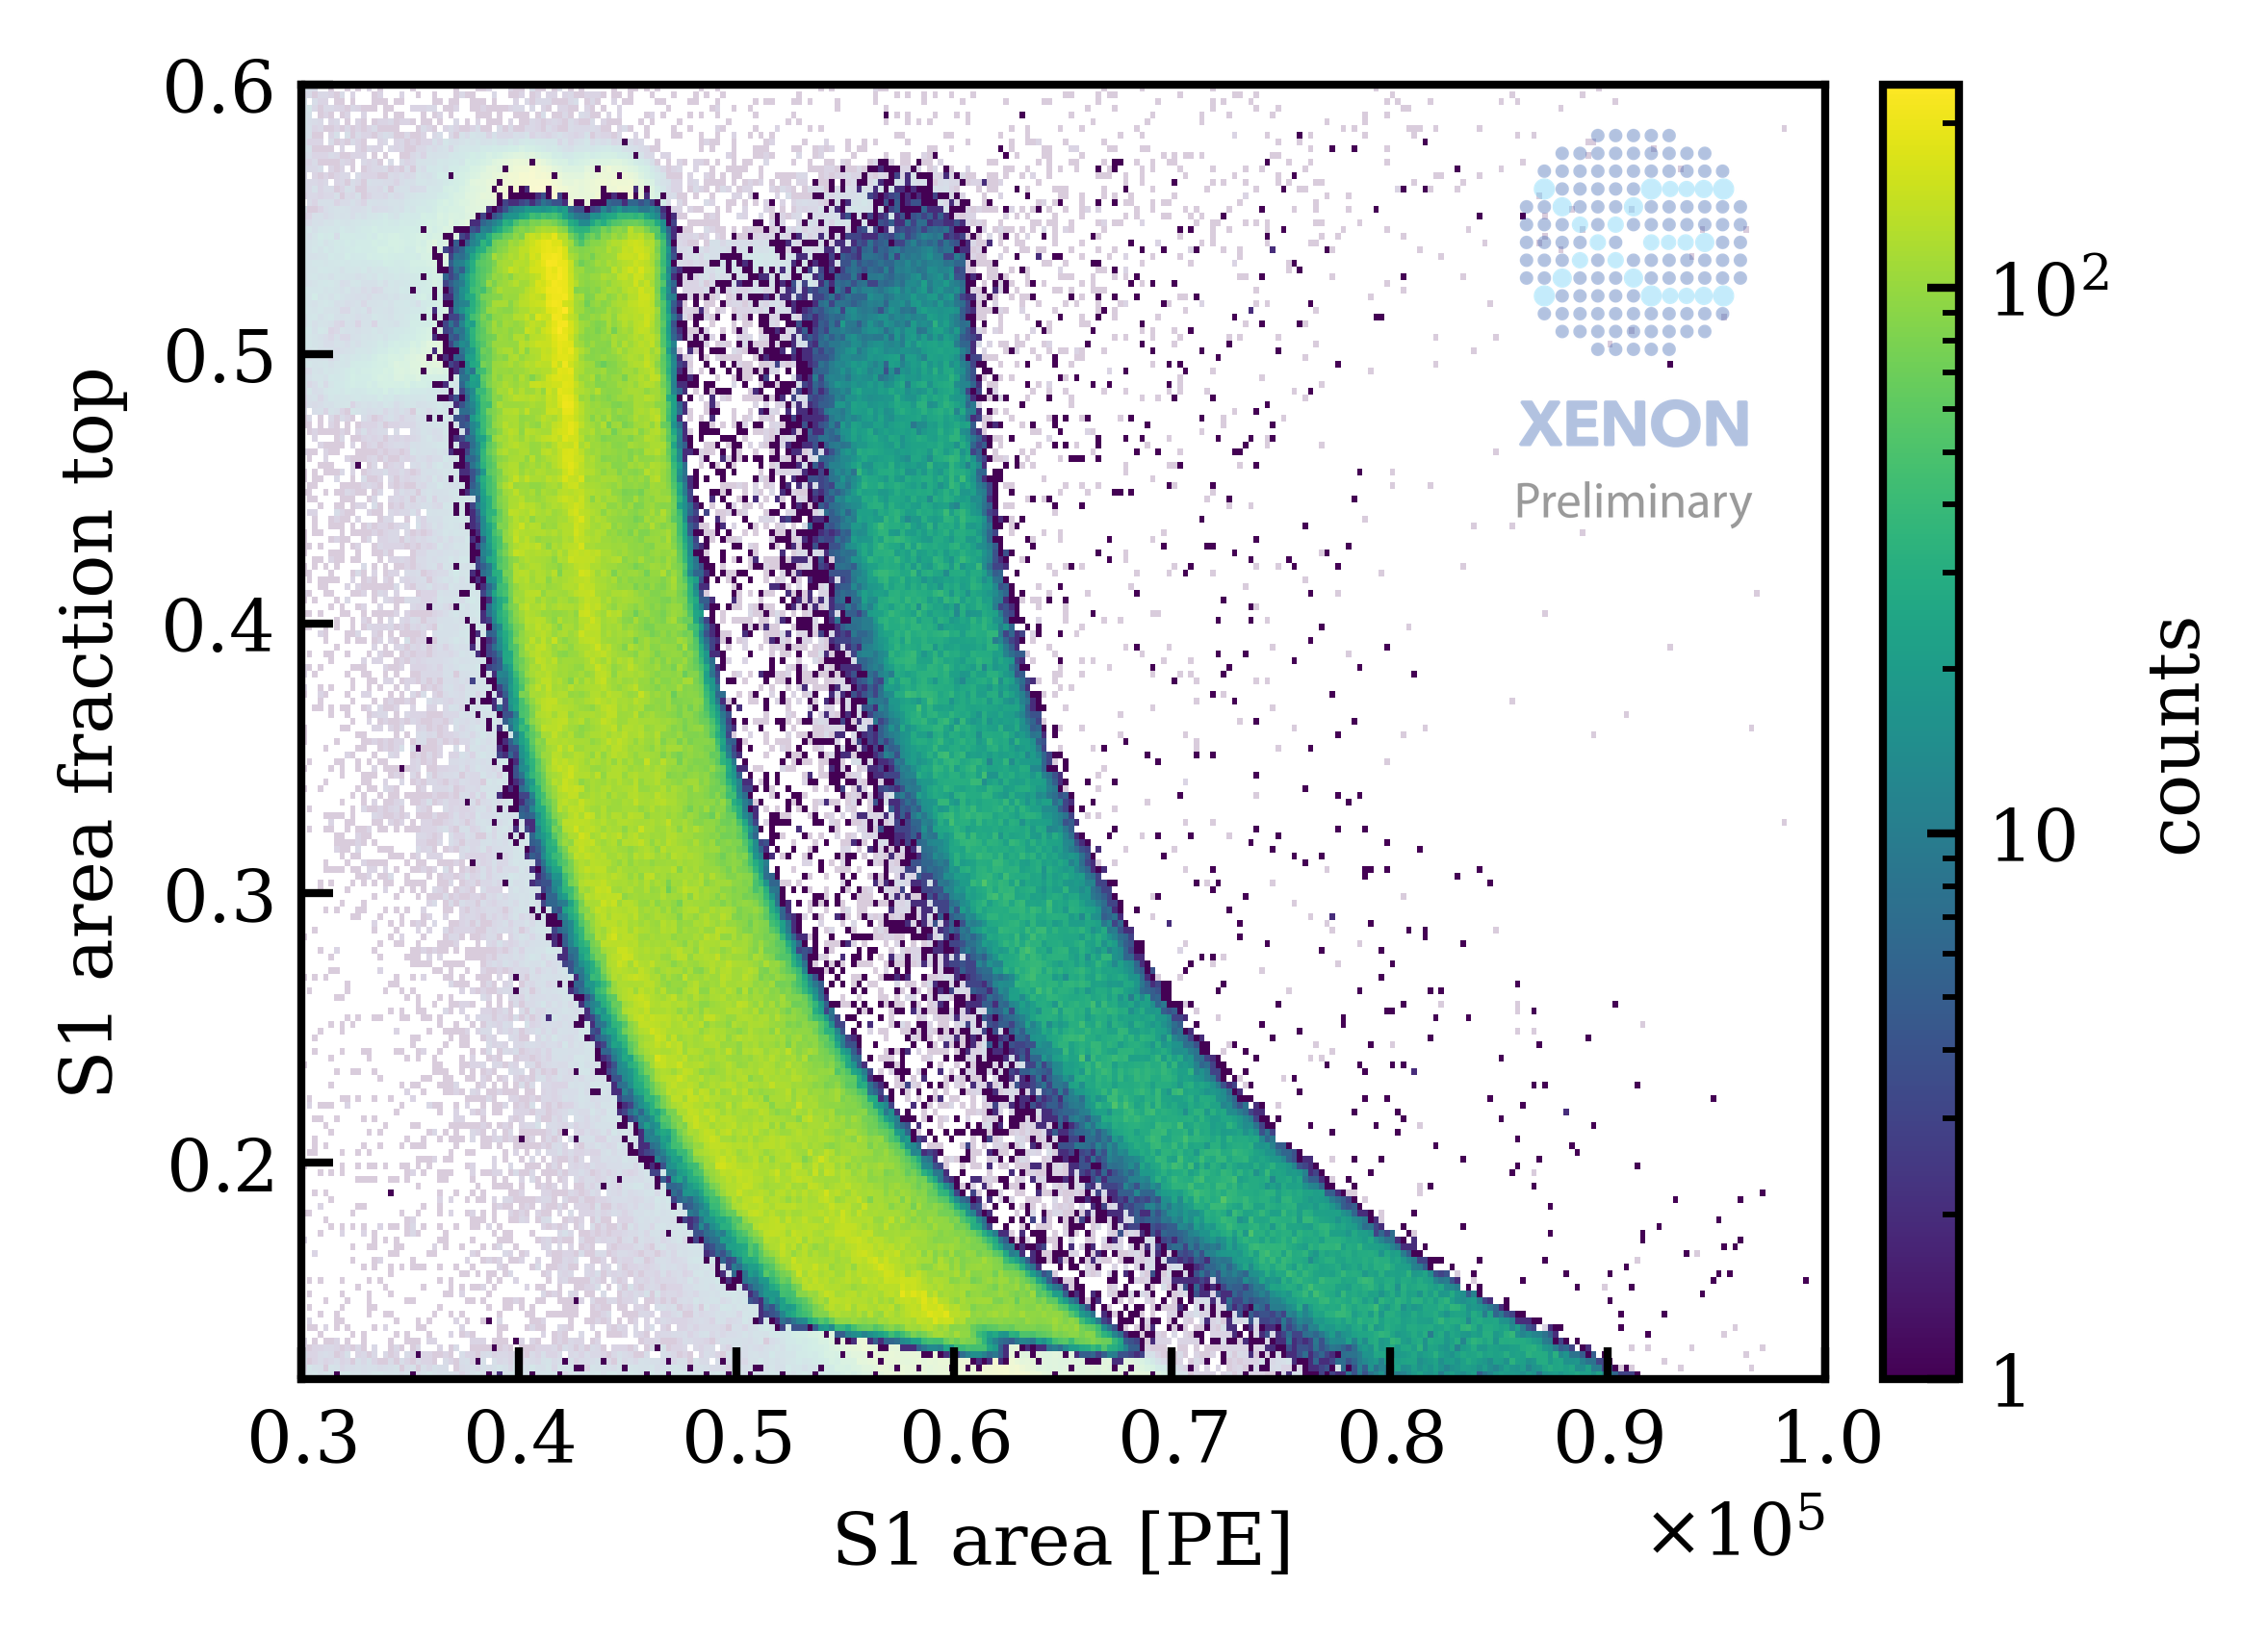 0.6
0.5
0.4
0.3
0.2
S1 area fraction top
XENON
Preliminary
0.3 0.4 0.5 0.6 0.7 0.8 0.9 1.0
×10⁵
S1 area [PE]
10²
10
1
counts